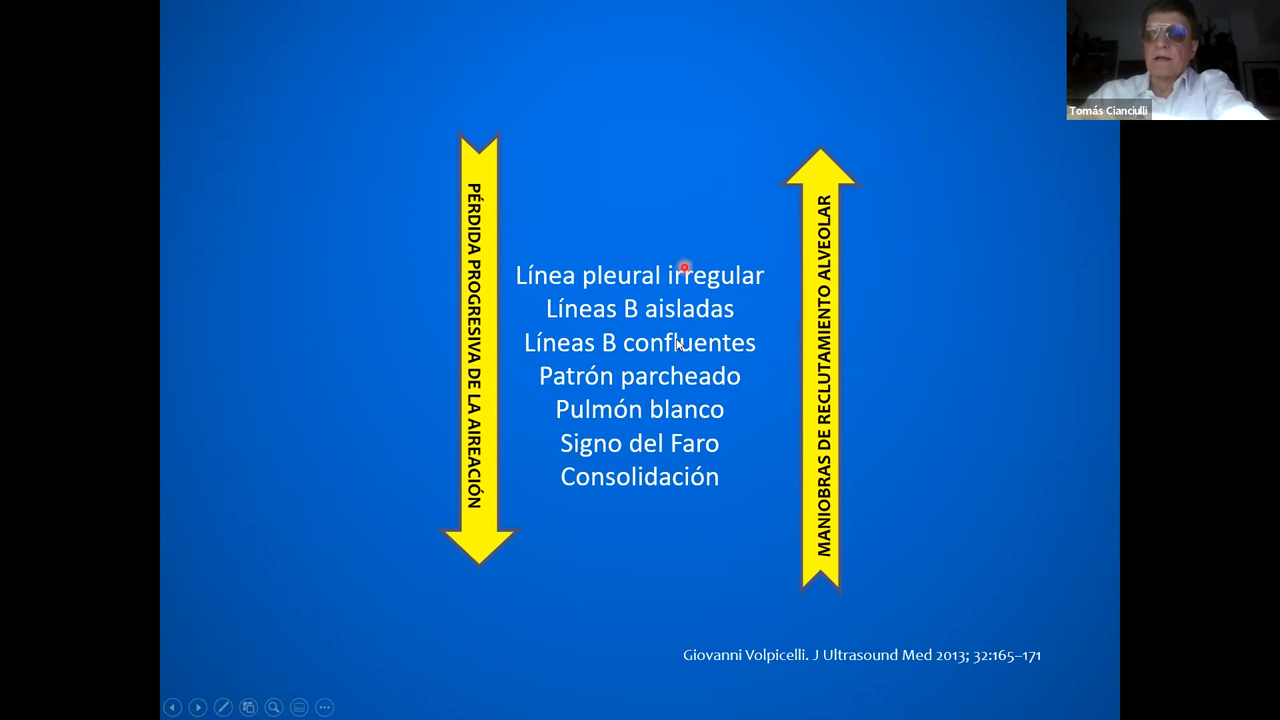 Tomás Cianciulli
PÉRDIDA PROGRESIVA DE LA AIREACIÓN
Línea pleural irregular
Líneas B aisladas
Líneas B confluentes
Patrón parcheado
Pulmón blanco
Signo del Faro
Consolidación
MANIOBRAS DE RECLUTAMIENTO ALVEOLAR
Giovanni Volpicelli. J Ultrasound Med 2013; 32:165–171